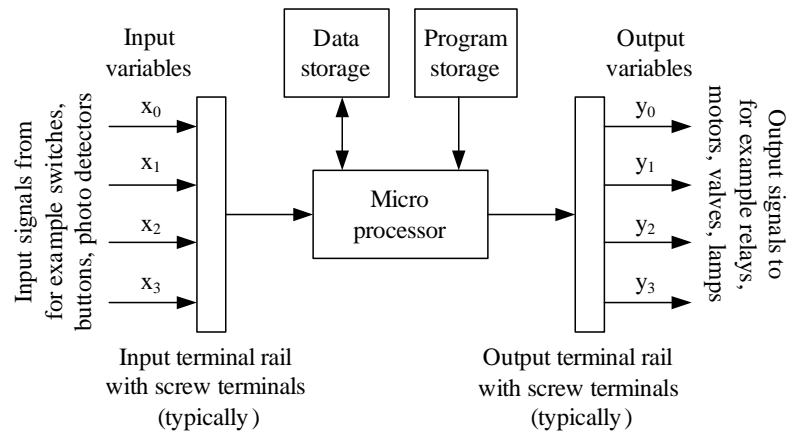 Input
variables
Data
storage
Program
storage
Output
variables
Input signals from
for example switches,
buttons, photo detectors
x0
x1
x2
x3
Micro
processor
y0
y1
y2
y3
Output signals to
for example relays,
motors, valves, lamps
Input terminal rail
with screw terminals
(typically)
Output terminal rail
with screw terminals
(typically)